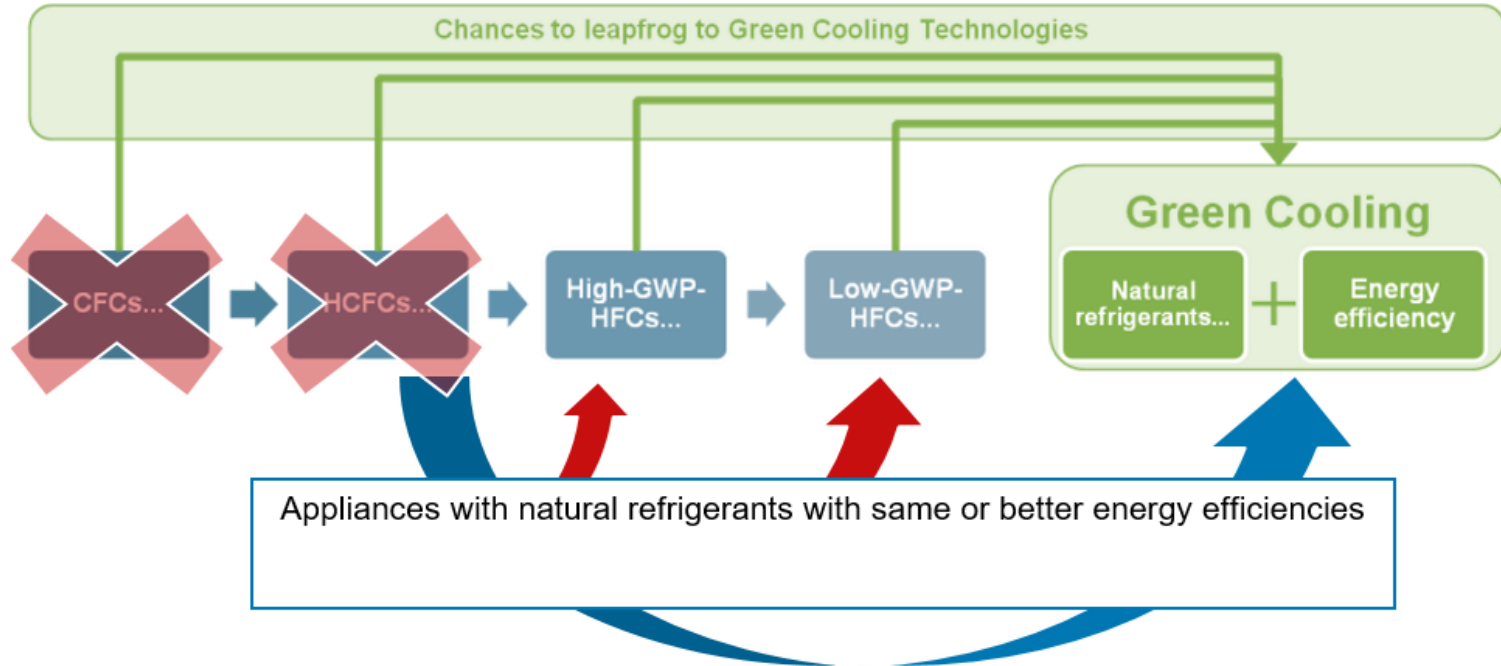 Chances to leapfrog to Green Cooling Technologies
Green Cooling
CFCs...
HCFCs...
High-GWP-
HFCs...
Low-GWP-
HFCs...
Natural
refrigerants...
+
Energy
efficiency
Appliances with natural refrigerants with same or better energy efficiencies